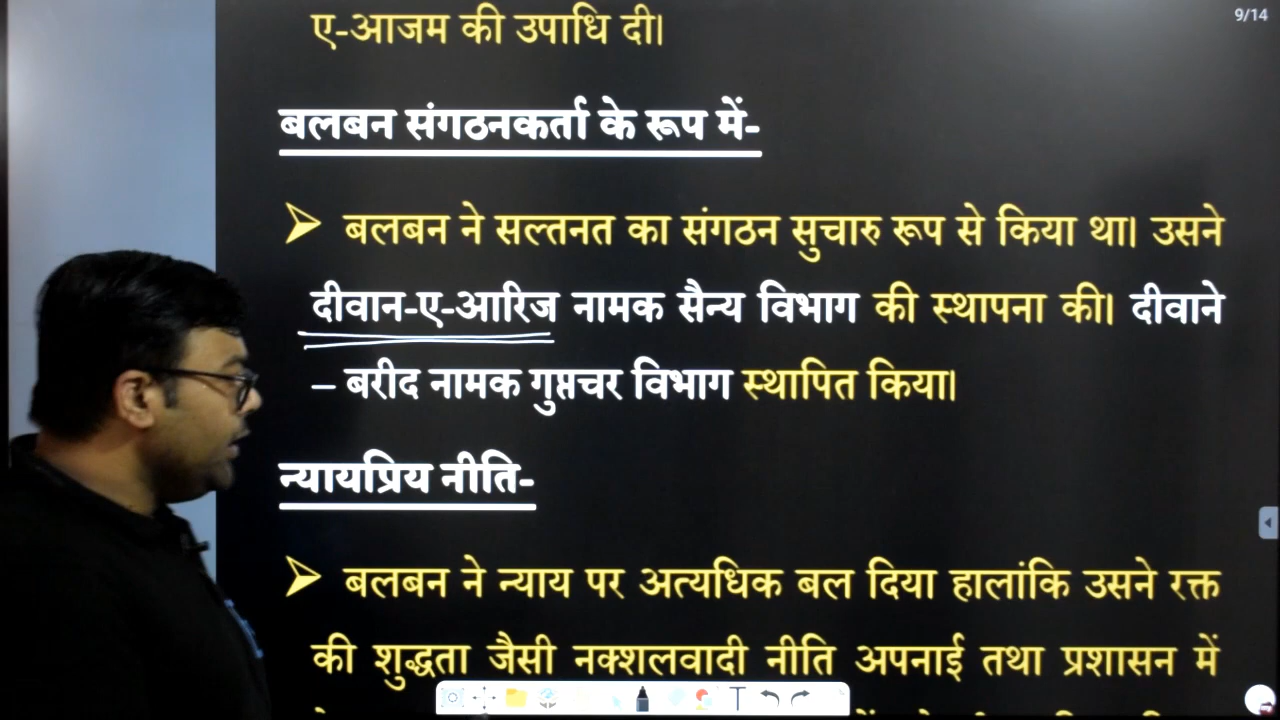 9/14
ए-आजम की उपाधि दी।
बलबन संगठनकर्ता के रूप में-
➢ बलबन ने सल्तनत का संगठन सुचारु रूप से किया था। उसने
दीवान-ए-आरिज नामक सैन्य विभाग की स्थापना की। दीवाने
– बरीद नामक गुप्तचर विभाग स्थापित किया।
न्यायप्रिय नीति-
➢ बलबन ने न्याय पर अत्यधिक बल दिया हालांकि उसने रक्त
की शुद्धता जैसी नक्शलवादी नीति अपनाई तथा प्रशासन में